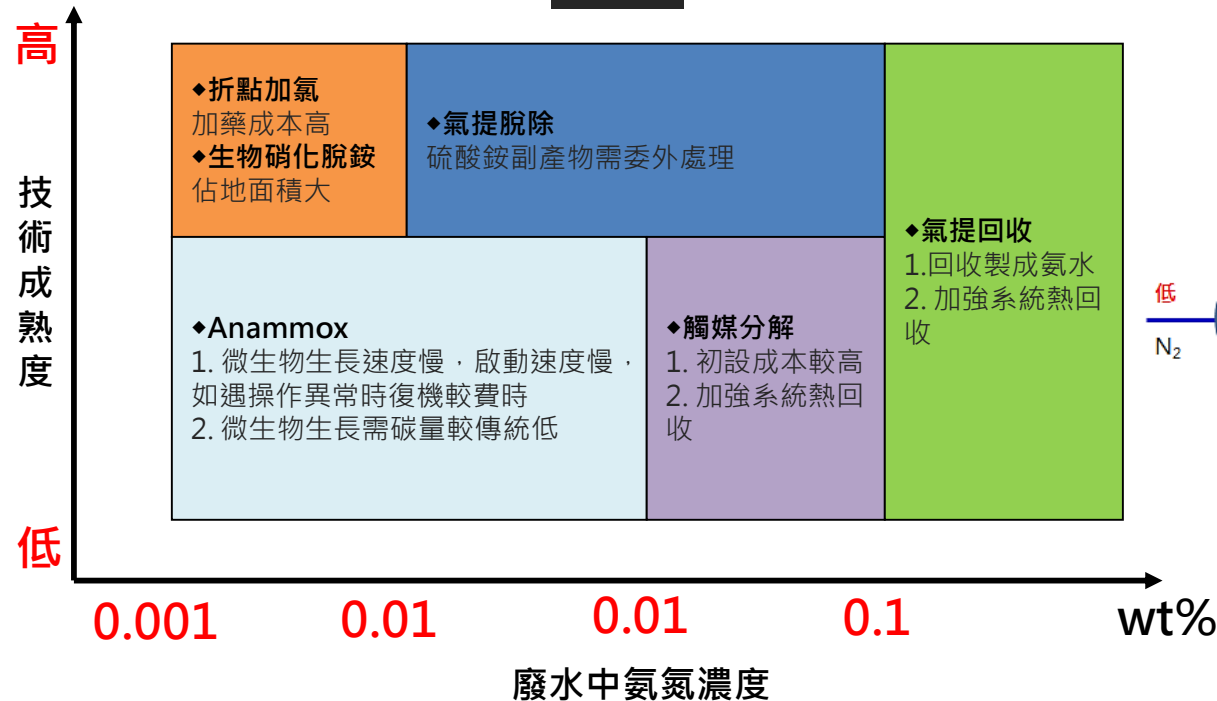 高
技
術
成
熟
度
低
◆折點加氯
加藥成本高
◆生物硝化脫銨
佔地面積大
◆氣提脫除
硫酸銨副產物需委外處理
◆Anammox
1. 微生物生長速度慢，啟動速度慢，
如遇操作異常時復機較費時
2. 微生物生長需碳量較傳統低
◆觸媒分解
1. 初設成本較高
2. 加強系統熱回
收
◆氣提回收
1.回收製成氨水
2. 加強系統熱回
收
低
N₂
0.001 0.01 0.01 0.1 wt%
廢水中氨氮濃度